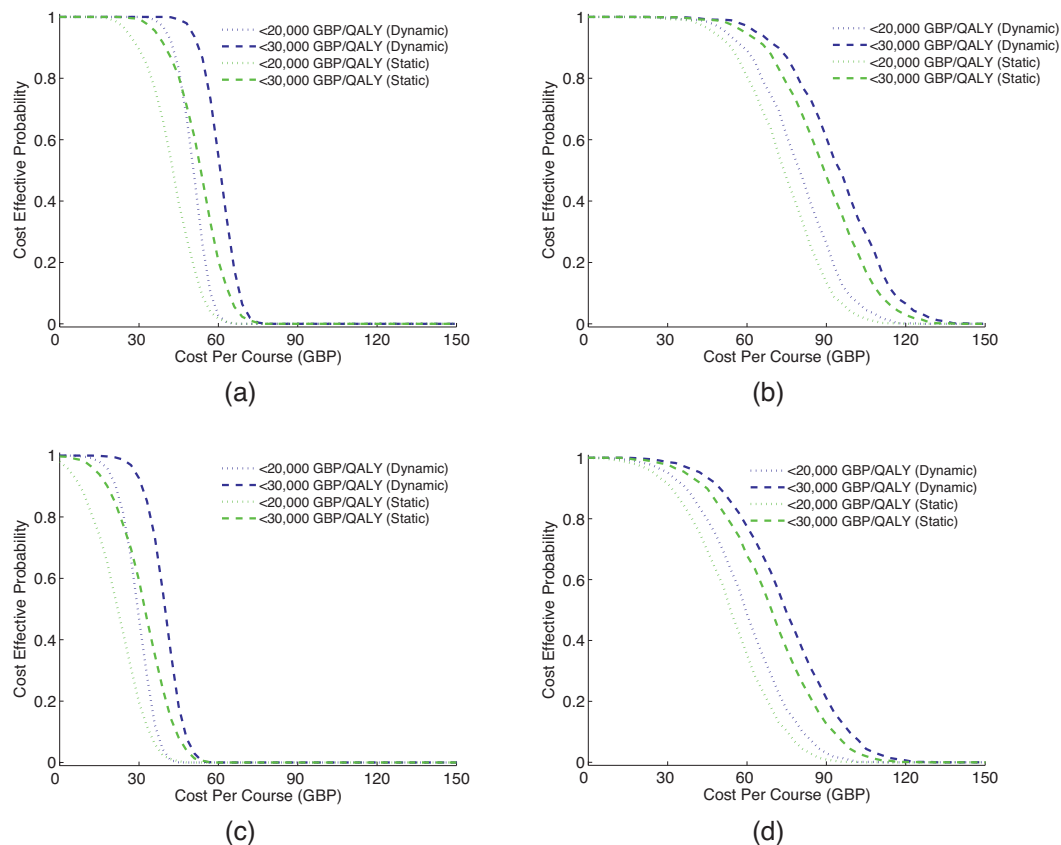 1
0.8
0.6
0.4
0.2
0
Cost Effective Probability
<20,000 GBP/QALY (Dynamic)
<30,000 GBP/QALY (Dynamic)
<20,000 GBP/QALY (Static)
<30,000 GBP/QALY (Static)
0 30 60 90 120 150
Cost Per Course (GBP)
(a)
1
0.8
0.6
0.4
0.2
0
Cost Effective Probability
<20,000 GBP/QALY (Dynamic)
<30,000 GBP/QALY (Dynamic)
<20,000 GBP/QALY (Static)
<30,000 GBP/QALY (Static)
0 30 60 90 120 150
Cost Per Course (GBP)
(b)
1
0.8
0.6
0.4
0.2
0
Cost Effective Probability
<20,000 GBP/QALY (Dynamic)
<30,000 GBP/QALY (Dynamic)
<20,000 GBP/QALY (Static)
<30,000 GBP/QALY (Static)
0 30 60 90 120 150
Cost Per Course (GBP)
(c)
1
0.8
0.6
0.4
0.2
0
Cost Effective Probability
<20,000 GBP/QALY (Dynamic)
<30,000 GBP/QALY (Dynamic)
<20,000 GBP/QALY (Static)
<30,000 GBP/QALY (Static)
0 30 60 90 120 150
Cost Per Course (GBP)
(d)